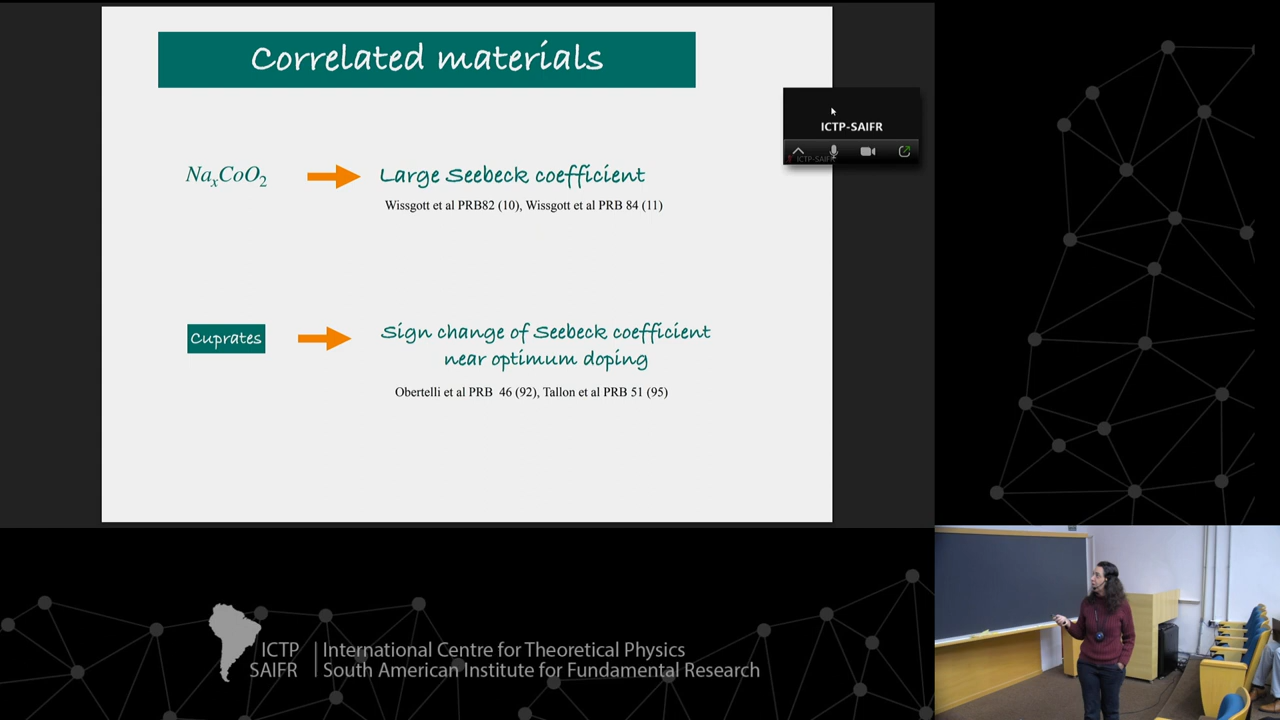 Correlated materials
NaxCoO2
Large Seebeck coefficient
Wissgott et al PRB82 (10), Wissgott et al PRB 84 (11)
Cuprates
Sign change of Seebeck coefficient
near optimum doping
Obertelli et al PRB 46 (92), Tallon et al PRB 51 (95)
ICTP-SAIFR
ICTP-SAIFR
ICTP
SAIFR
International Centre for Theoretical Physics
South American Institute for Fundamental Research